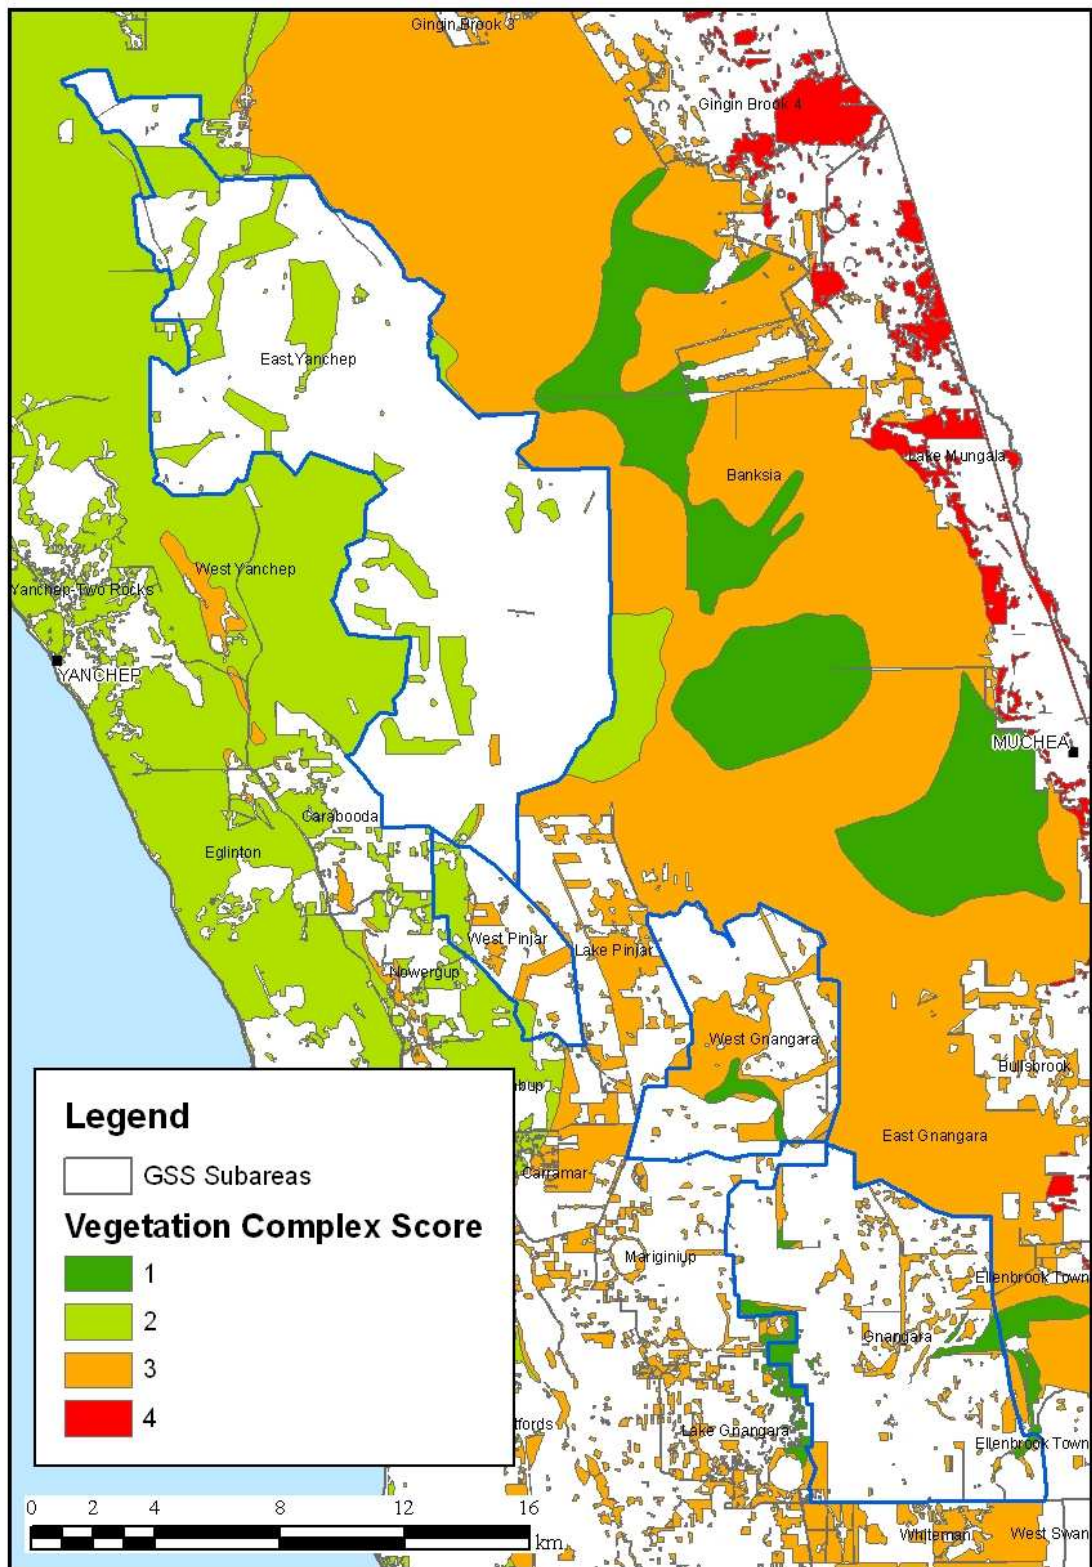 Gingin Brook 3
Gingin Brook 4
East Yanchep
Lake Mungala
Banksia
West Yanchep
Yanchep-Two Rocks
YANCHEP
MUCHEA
Carabooda
Eglinton
West Pinjar
Lake Pinjar
Nowergup
West Gnangara
Bullsbrook
East Gnangara
Carramar
Mariginiup
Ellenbrook Town
Gnangara
Lake Gnangara
Ellenbrook Town
Whiteman
West Swan
Legend
GSS Subareas
Vegetation Complex Score
1
2
3
4
0 2 4 8 12 16
km